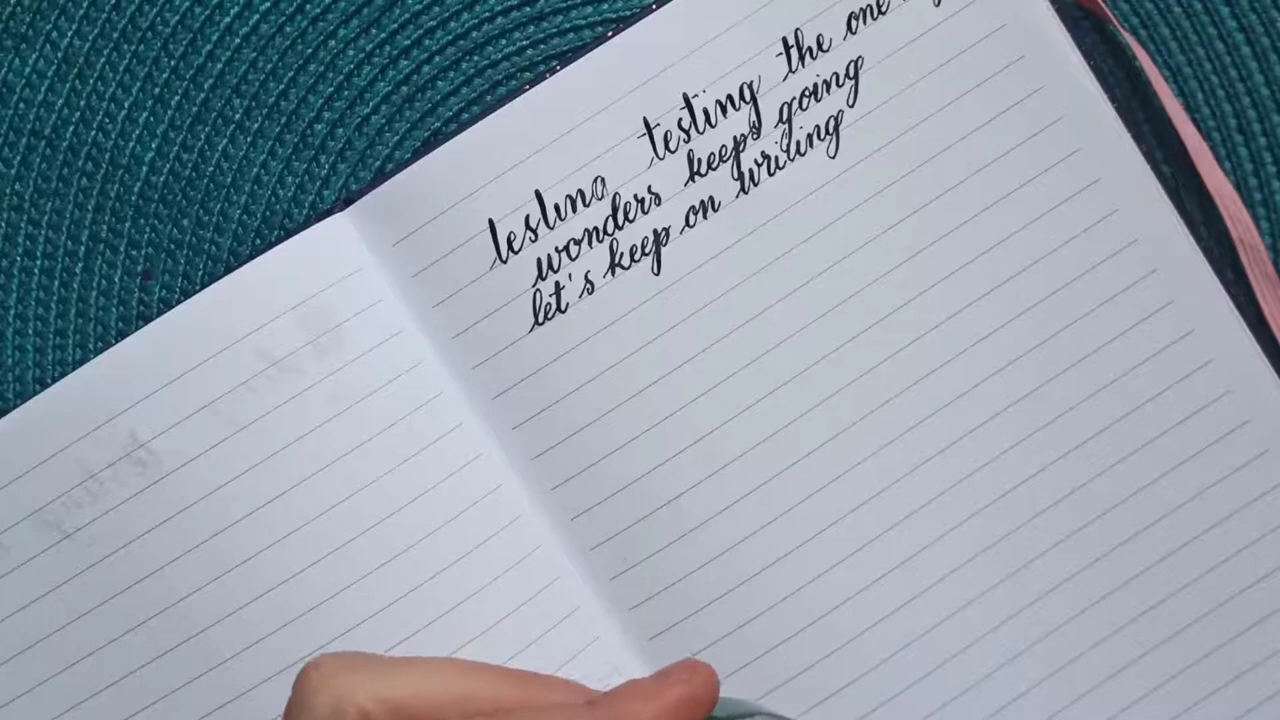 testing testing the one
wonders keeps going
let's keep on writing